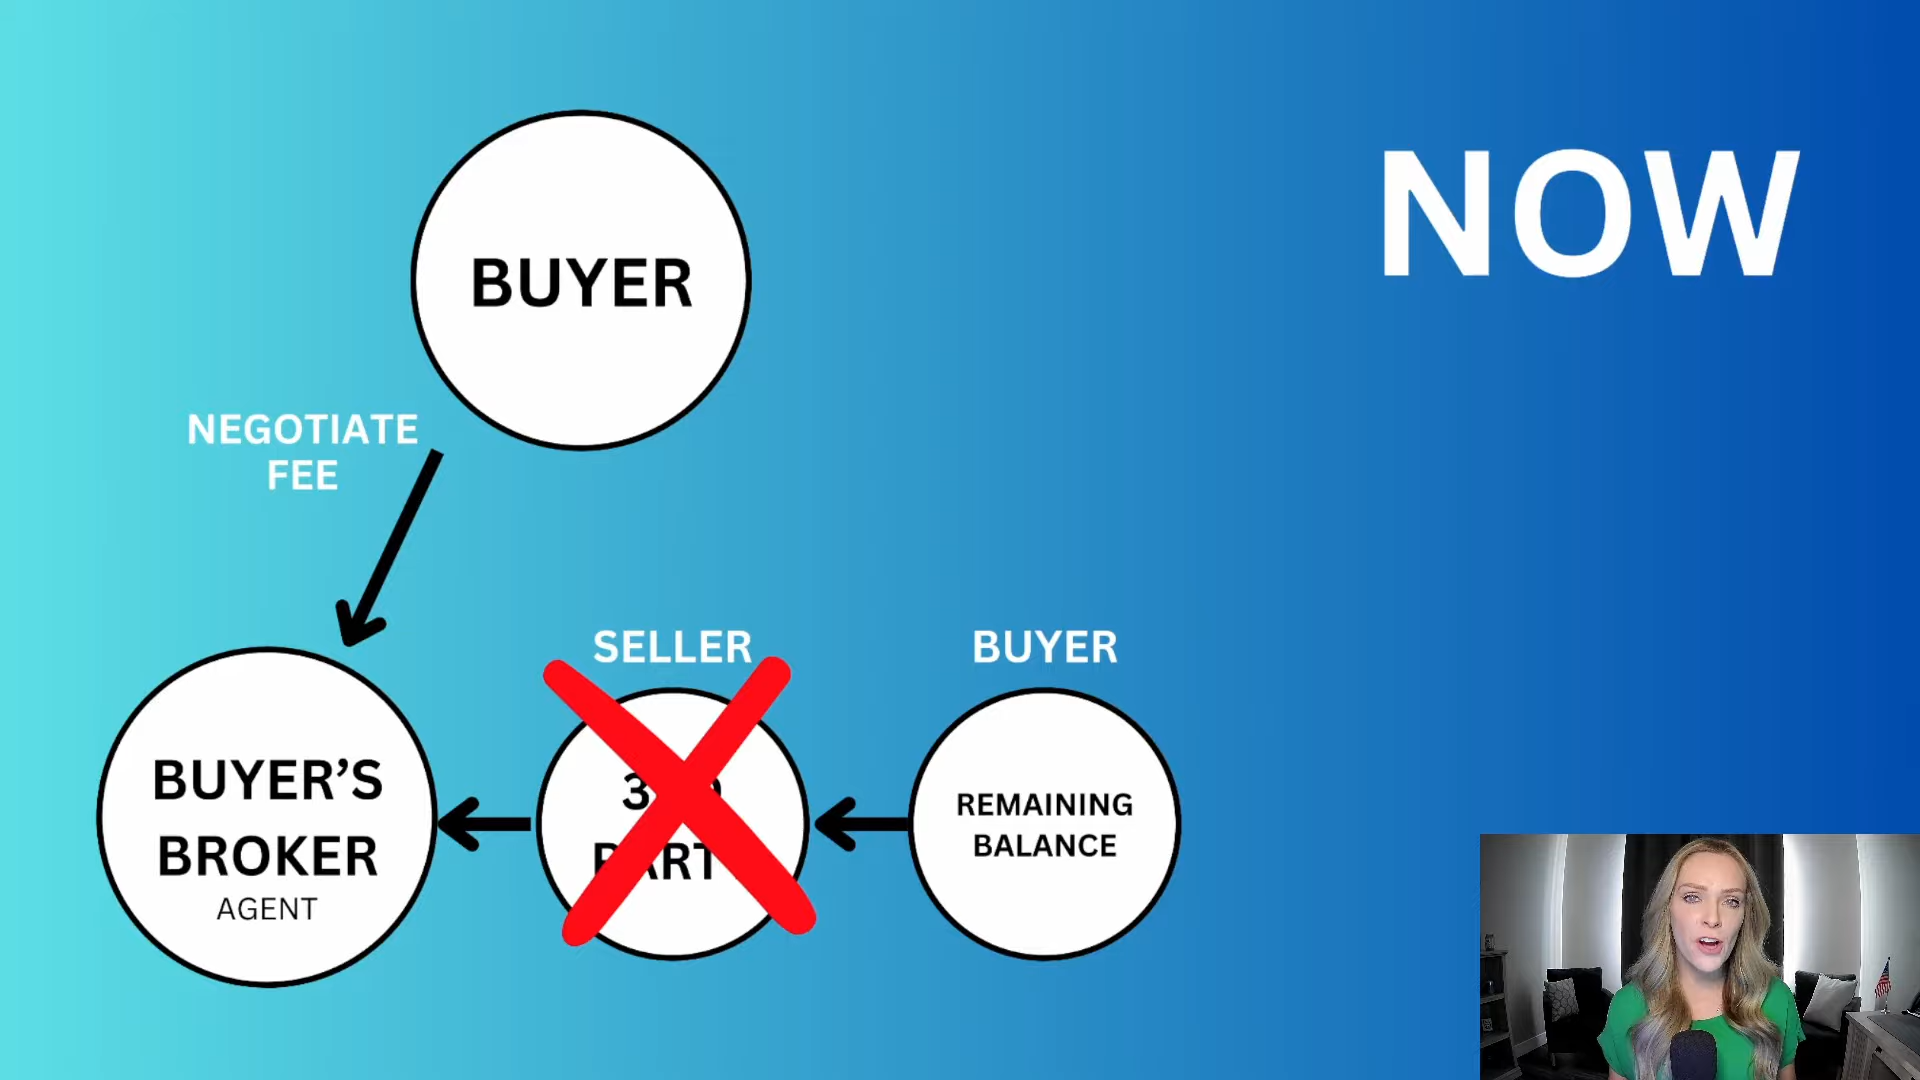 NOW
BUYER
NEGOTIATE
FEE
SELLER
BUYER
BUYER'S
BROKER
AGENT
REMAINING
BALANCE